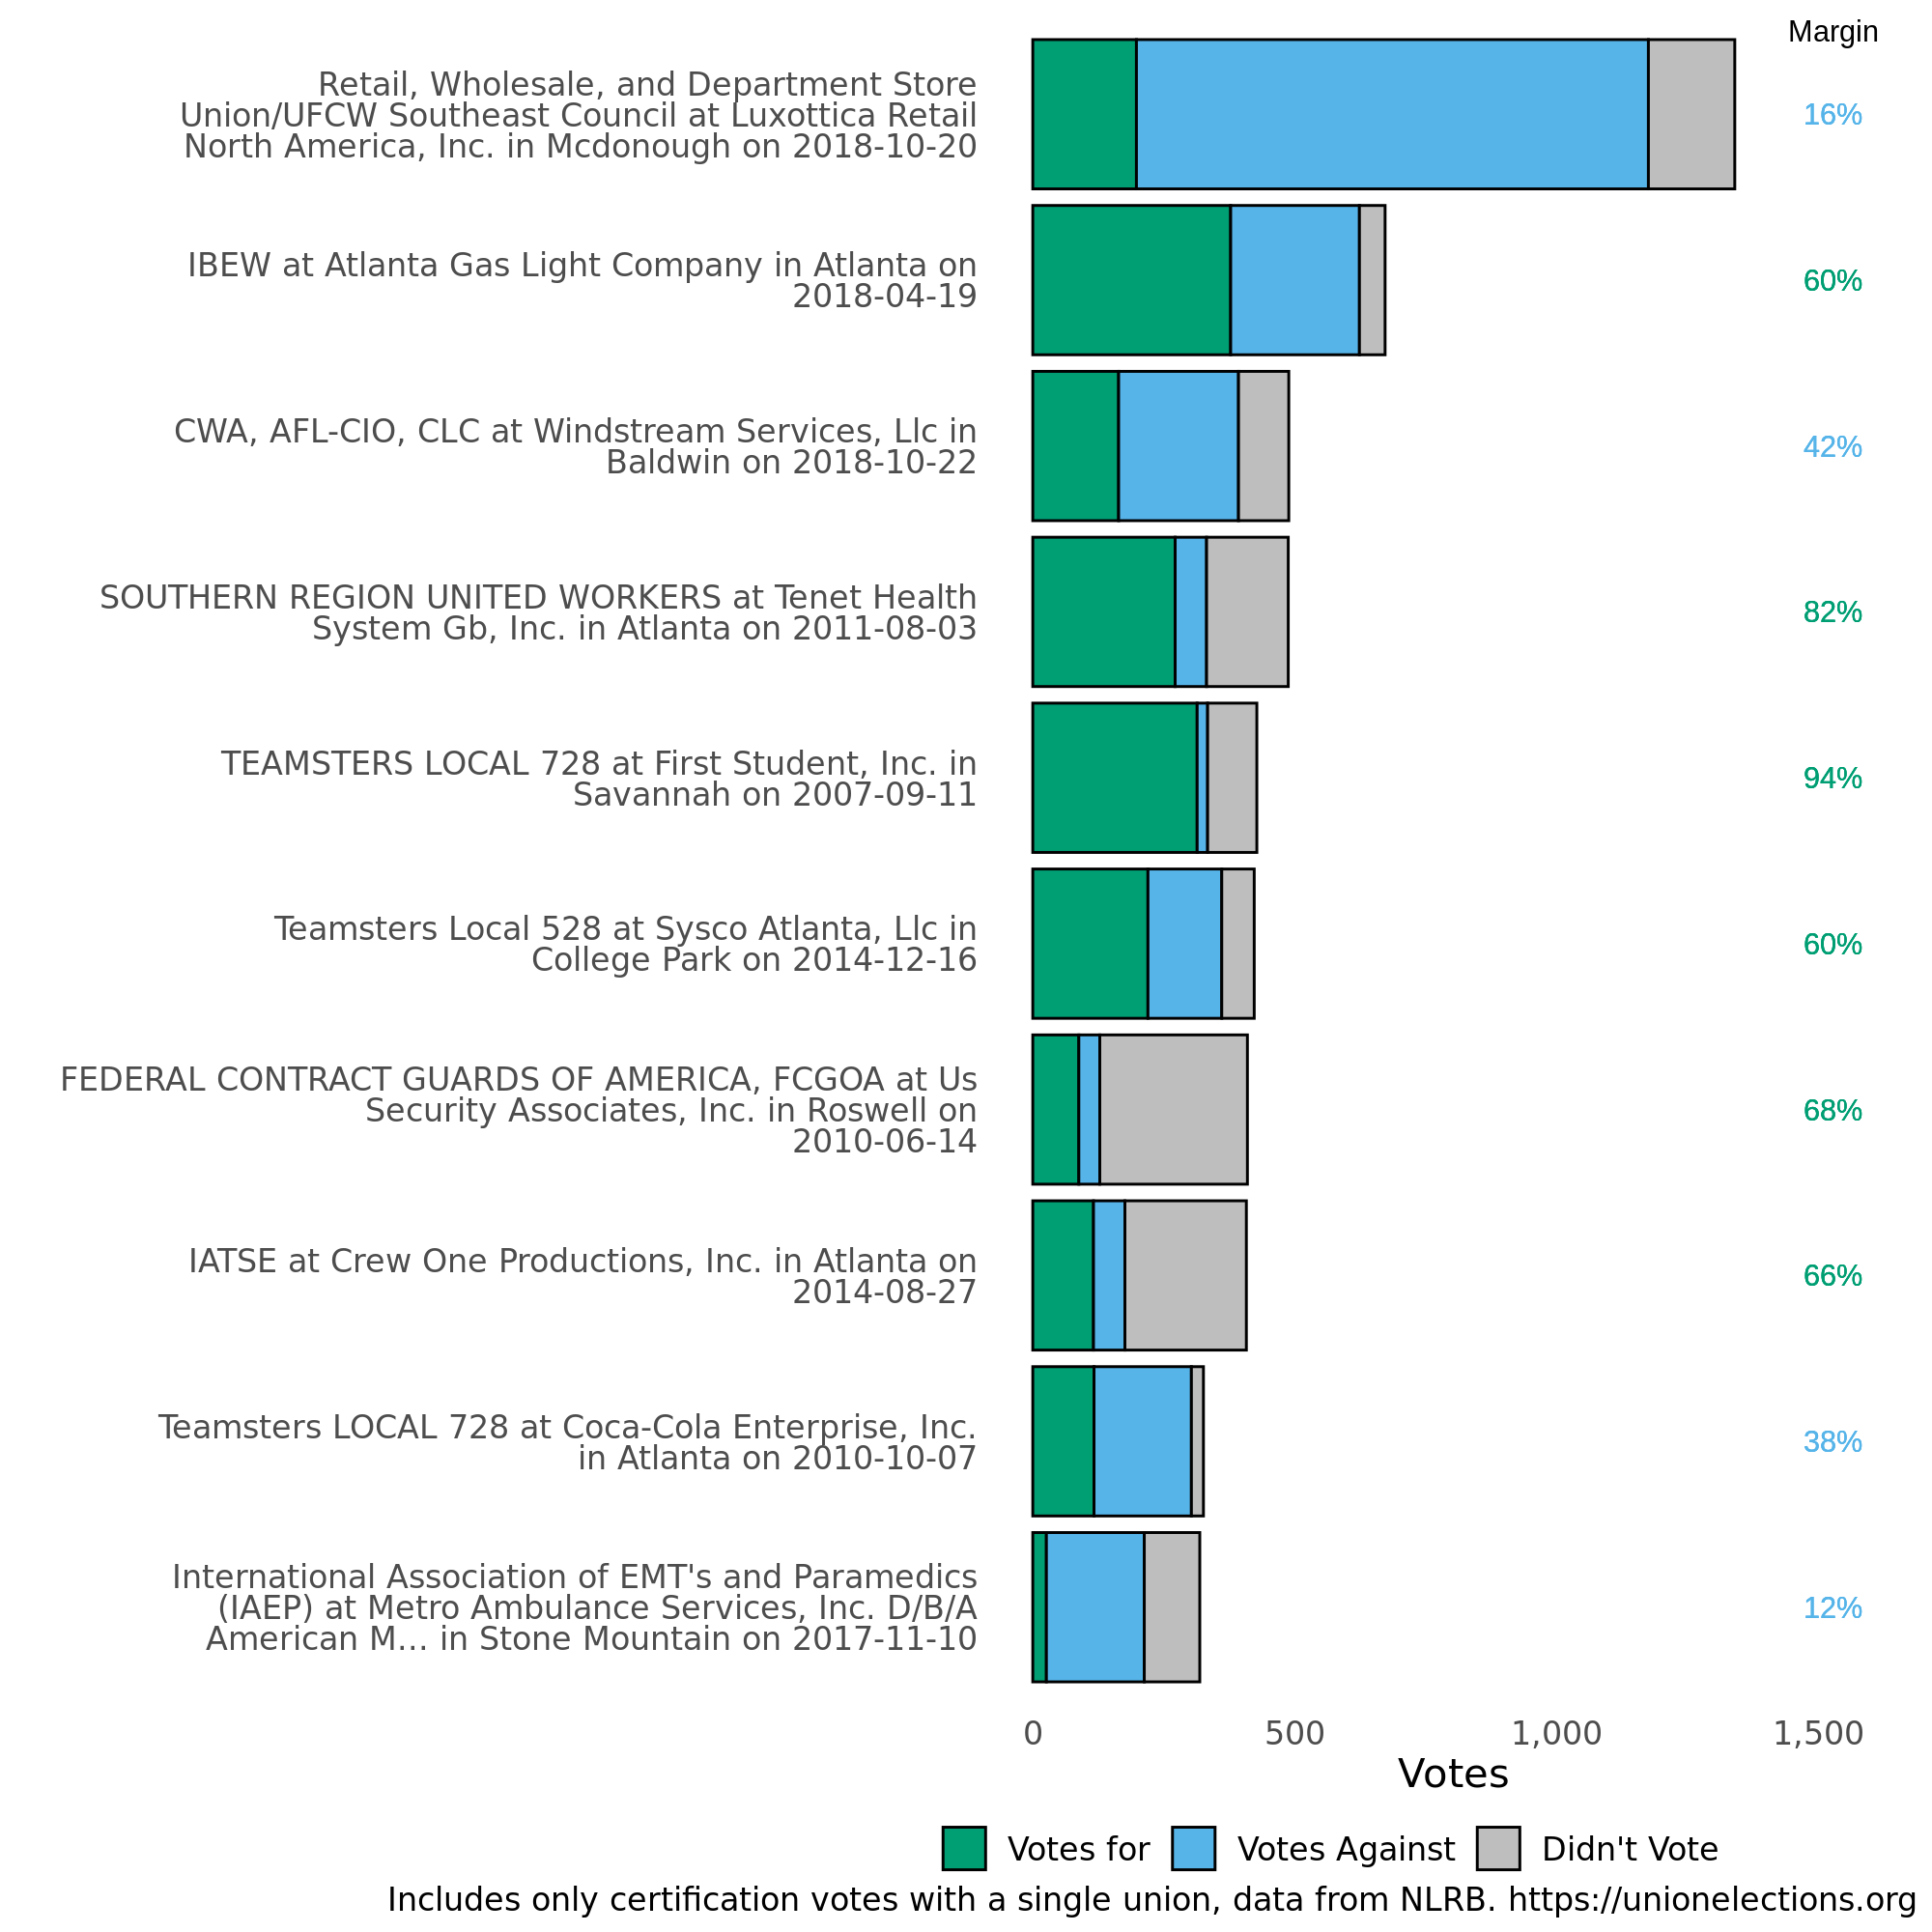 Margin
Retail, Wholesale, and Department Store
Union/UFCW Southeast Council at Luxottica Retail
North America, Inc. in Mcdonough on 2018-10-20
16%
IBEW at Atlanta Gas Light Company in Atlanta on
2018-04-19
60%
CWA, AFL-CIO, CLC at Windstream Services, Llc in
Baldwin on 2018-10-22
42%
SOUTHERN REGION UNITED WORKERS at Tenet Health
System Gb, Inc. in Atlanta on 2011-08-03
82%
TEAMSTERS LOCAL 728 at First Student, Inc. in
Savannah on 2007-09-11
94%
Teamsters Local 528 at Sysco Atlanta, Llc in
College Park on 2014-12-16
60%
FEDERAL CONTRACT GUARDS OF AMERICA, FCGOA at Us
Security Associates, Inc. in Roswell on
2010-06-14
68%
IATSE at Crew One Productions, Inc. in Atlanta on
2014-08-27
66%
Teamsters LOCAL 728 at Coca-Cola Enterprise, Inc.
in Atlanta on 2010-10-07
38%
International Association of EMT's and Paramedics
(IAEP) at Metro Ambulance Services, Inc. D/B/A
American M... in Stone Mountain on 2017-11-10
12%
0 500 1,000 1,500
Votes
Votes for Votes Against Didn't Vote
Includes only certification votes with a single union, data from NLRB. https://unionelections.org